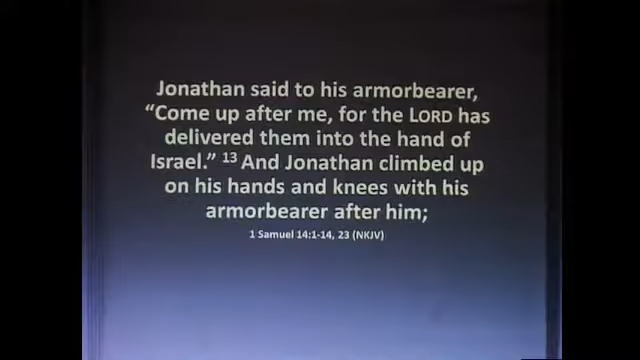 Jonathan said to his armorbearer,
“Come up after me, for the LORD has
delivered them into the hand of
Israel.” 13 And Jonathan climbed up
on his hands and knees with his
armorbearer after him;
1 Samuel 14:1-14, 23 (NKJV)